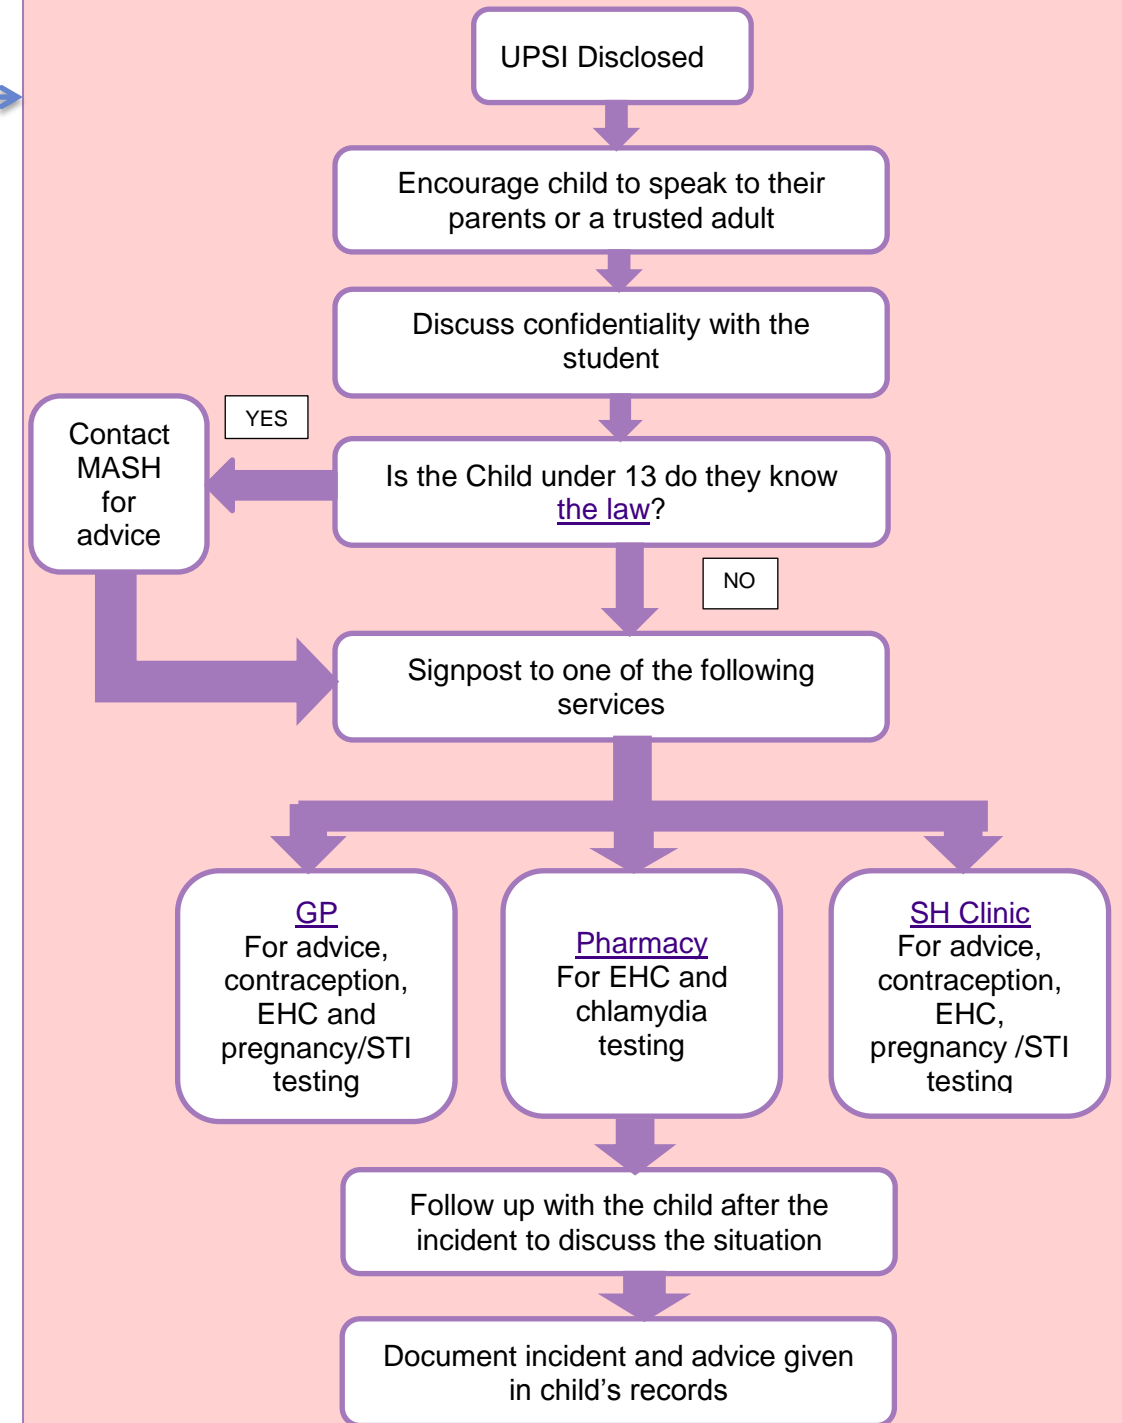 UPSI Disclosed
Encourage child to speak to their
parents or a trusted adult
Discuss confidentiality with the
student
YES
Contact
MASH
for
advice
Is the Child under 13 do they know
the law?
NO
Signpost to one of the following
services
GP
For advice,
contraception,
EHC and
pregnancy/STI
testing
Pharmacy
For EHC and
chlamydia
testing
SH Clinic
For advice,
contraception,
EHC,
pregnancy /STI
testing
Follow up with the child after the
incident to discuss the situation
Document incident and advice given
in child’s records